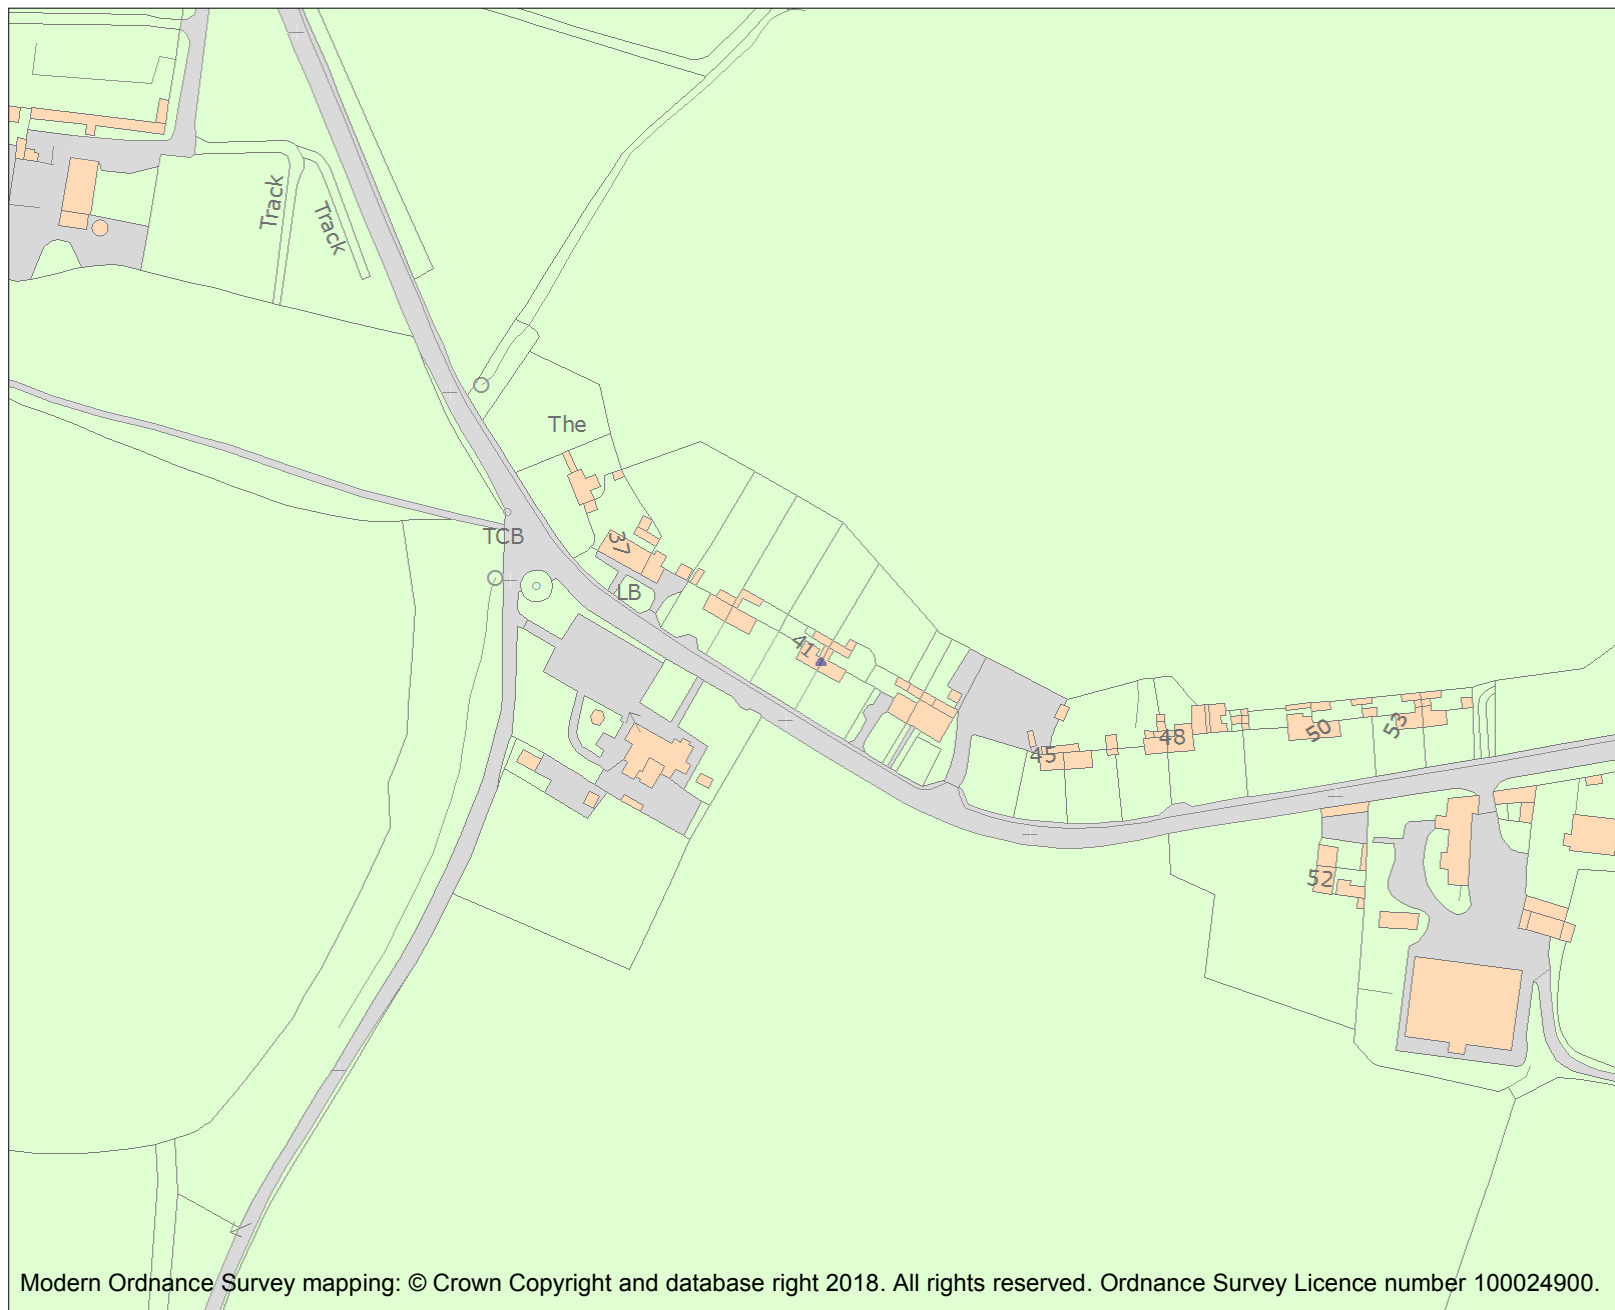 Track
Track
The
TCB
37
LB
41
45
48
50
53
52
Modern Ordnance Survey mapping: © Crown Copyright and database right 2018. All rights reserved. Ordnance Survey Licence number 100024900.